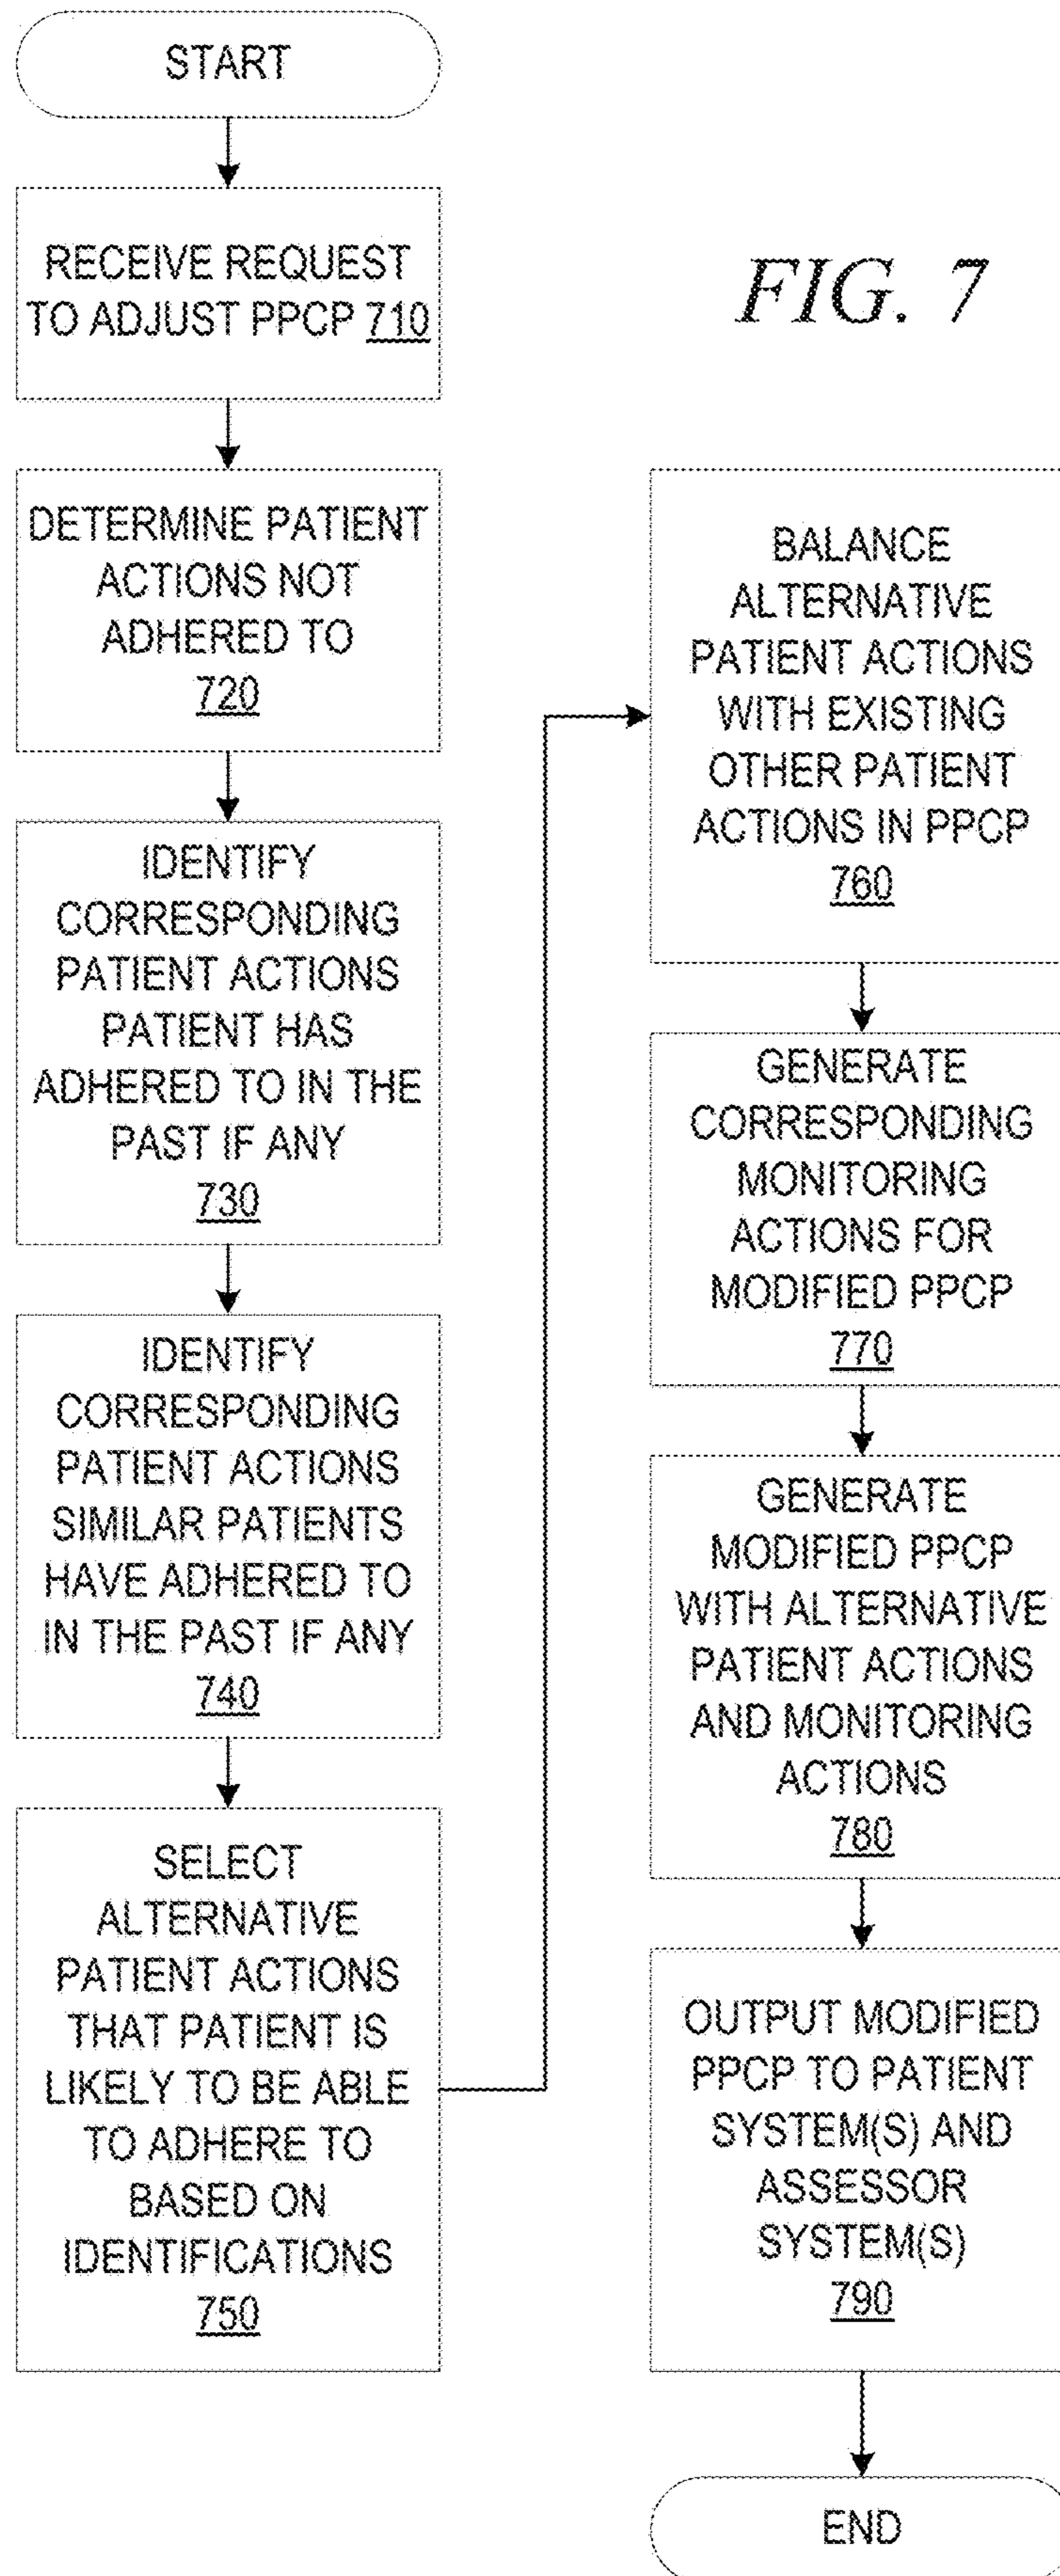 START
RECEIVE REQUEST
TO ADJUST PPCP 710
DETERMINE PATIENT
ACTIONS NOT
ADHERED TO
720
IDENTIFY
CORRESPONDING
PATIENT ACTIONS
PATIENT HAS
ADHERED TO IN THE
PAST IF ANY
730
IDENTIFY
CORRESPONDING
PATIENT ACTIONS
SIMILAR PATIENTS
HAVE ADHERED TO
IN THE PAST IF ANY
740
SELECT
ALTERNATIVE
PATIENT ACTIONS
THAT PATIENT IS
LIKELY TO BE ABLE
TO ADHERE TO
BASED ON
IDENTIFICATIONS
750
FIG. 7
BALANCE
ALTERNATIVE
PATIENT ACTIONS
WITH EXISTING
OTHER PATIENT
ACTIONS IN PPCP
760
GENERATE
CORRESPONDING
MONITORING
ACTIONS FOR
MODIFIED PPCP
770
GENERATE
MODIFIED PPCP
WITH ALTERNATIVE
PATIENT ACTIONS
AND MONITORING
ACTIONS
780
OUTPUT MODIFIED
PPCP TO PATIENT
SYSTEM(S) AND
ASSESSOR
SYSTEM(S)
790
END